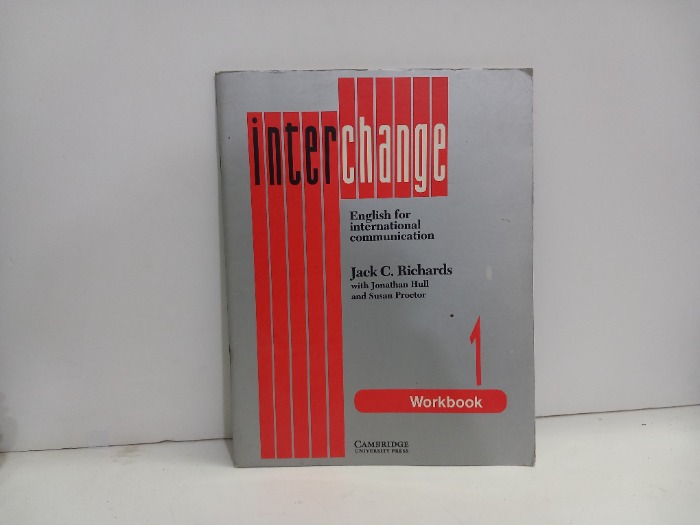 interchange
English for
international
communication
Jack C. Richards
with Jonathan Hull
and Susan Proctor
1
Workbook
CAMBRIDGE
UNIVERSITY PRESS